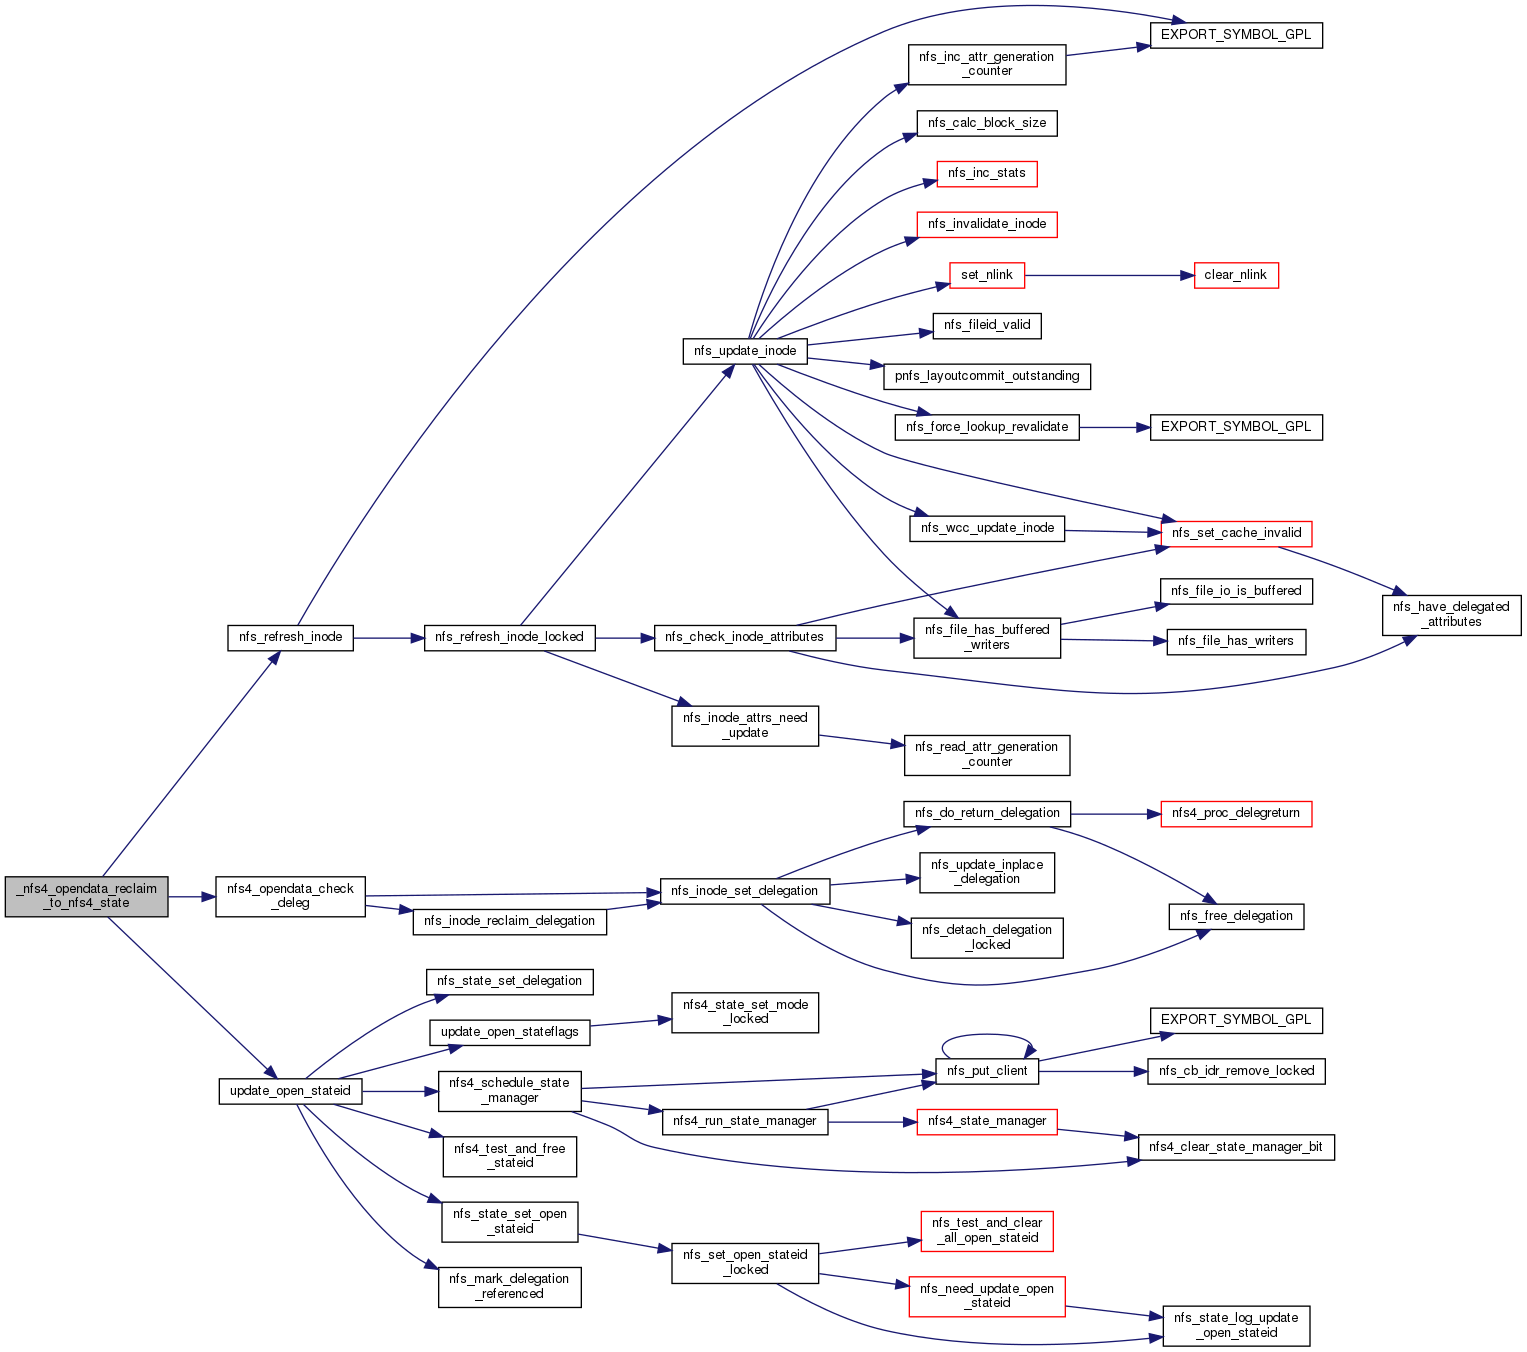 EXPORT_SYMBOL_GPL
nfs_inc_attr_generation
_counter
nfs_calc_block_size
nfs_inc_stats
nfs_invalidate_inode
set_nlink
clear_nlink
nfs_fileid_valid
nfs_update_inode
pnfs_layoutcommit_outstanding
nfs_force_lookup_revalidate
EXPORT_SYMBOL_GPL
nfs_wcc_update_inode
nfs_set_cache_invalid
nfs_file_io_is_buffered
nfs_have_delegated
_attributes
nfs_refresh_inode
nfs_refresh_inode_locked
nfs_check_inode_attributes
nfs_file_has_buffered
_writers
nfs_file_has_writers
nfs_inode_attrs_need
_update
nfs_read_attr_generation
_counter
nfs_do_return_delegation
nfs4_proc_delegreturn
_nfs4_opendata_reclaim
_to_nfs4_state
nfs4_opendata_check
_deleg
nfs_inode_set_delegation
nfs_update_inplace
_delegation
nfs_inode_reclaim_delegation
nfs_free_delegation
nfs_detach_delegation
_locked
nfs_state_set_delegation
nfs4_state_set_mode
_locked
update_open_stateflags
EXPORT_SYMBOL_GPL
nfs_put_client
nfs_cb_idr_remove_locked
update_open_stateid
nfs4_schedule_state
_manager
nfs4_run_state_manager
nfs4_state_manager
nfs4_clear_state_manager_bit
nfs4_test_and_free
_stateid
nfs_state_set_open
_stateid
nfs_test_and_clear
_all_open_stateid
nfs_set_open_stateid
_locked
nfs_mark_delegation
_referenced
nfs_need_update_open
_stateid
nfs_state_log_update
_open_stateid